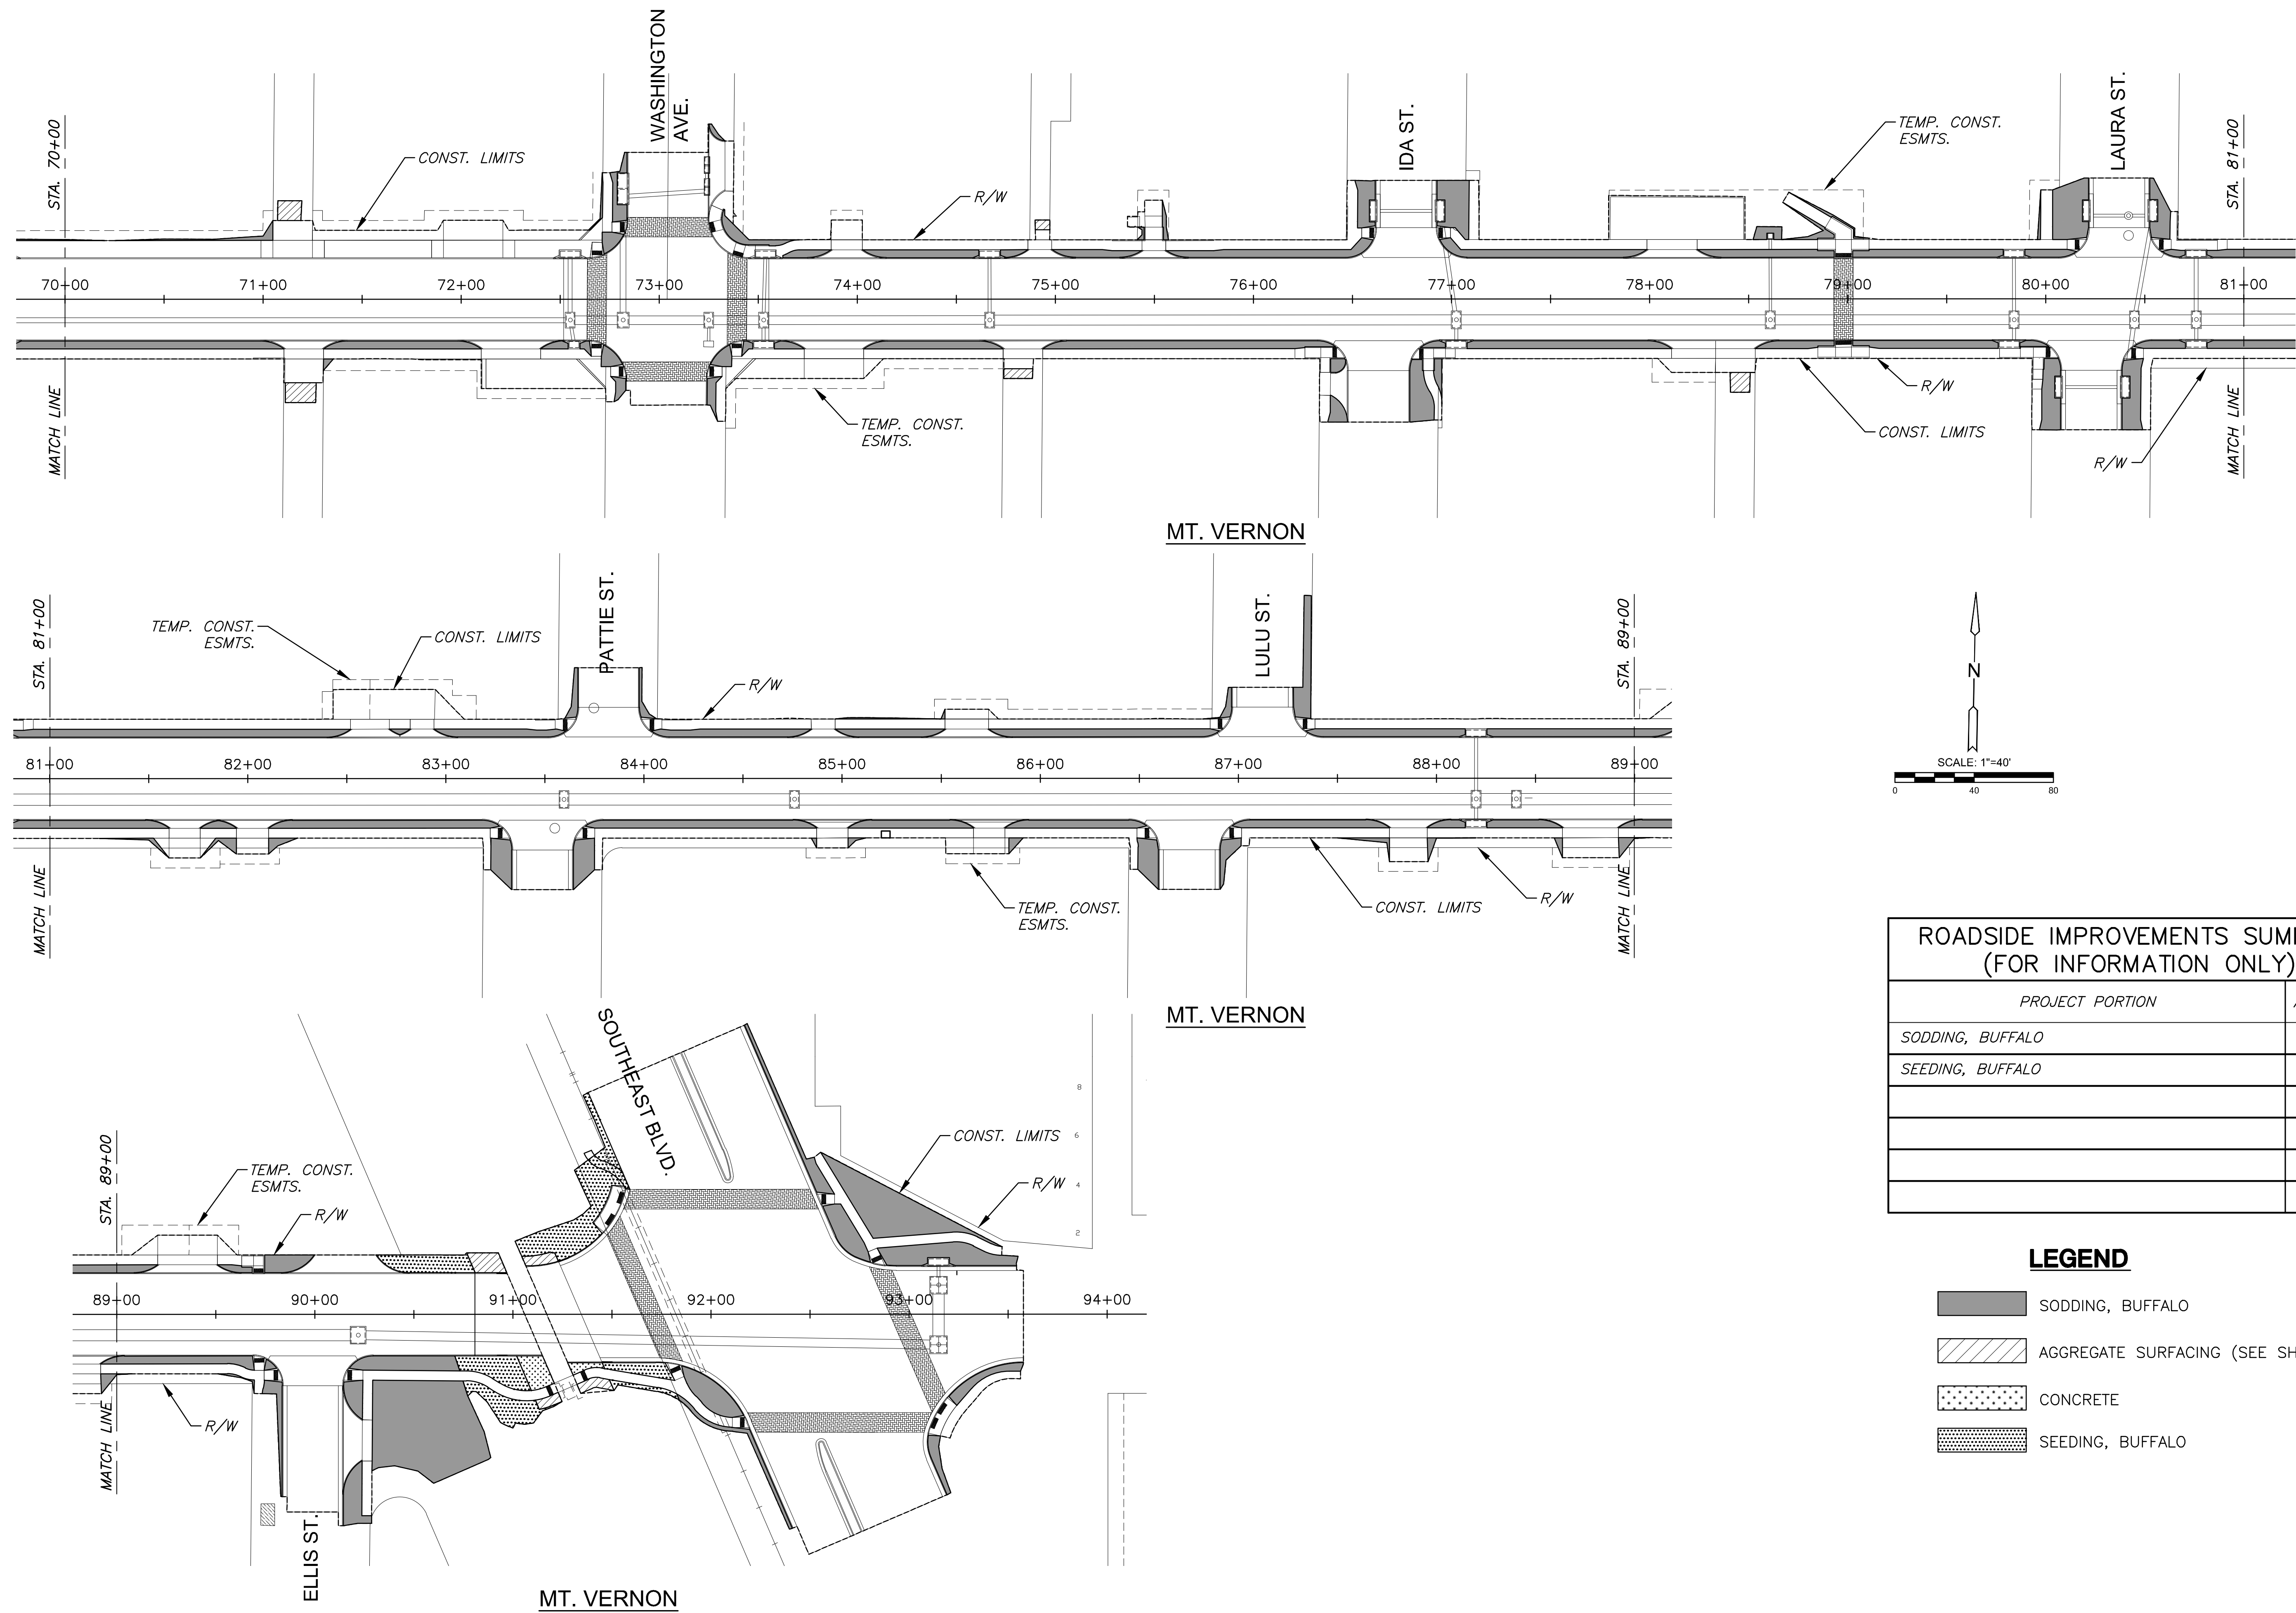 WASHINGTON
AVE.
IDA ST.
LAURA ST.
STA. 70+00
CONST. LIMITS
R/W
TEMP. CONST.
ESMTS.
STA. 81+00
70+00 71+00 72+00 73+00 74+00 75+00 76+00 77+00 78+00 79+00 80+00 81+00
MATCH LINE
TEMP. CONST.
ESMTS.
R/W
CONST. LIMITS
R/W
MATCH LINE
MT. VERNON
STA. 81+00
TEMP. CONST.
ESMTS.
CONST. LIMITS
PATTIE ST.
R/W
LULU ST.
STA. 89+00
81+00 82+00 83+00 84+00 85+00 86+00 87+00 88+00 89+00
MATCH LINE
TEMP. CONST.
ESMTS.
CONST. LIMITS
R/W
MATCH LINE
MT. VERNON
N
SCALE: 1"=40'
0 40 80
ROADSIDE IMPROVEMENTS SUM
(FOR INFORMATION ONLY)
PROJECT PORTION
SODDING, BUFFALO
SEEDING, BUFFALO
SOUTHEAST BLVD.
8
6
4
2
STA. 89+00
TEMP. CONST.
ESMTS.
R/W
CONST. LIMITS
R/W
89+00 90+00 91+00 92+00 93+00 94+00
MATCH LINE
R/W
ELLIS ST.
MT. VERNON
LEGEND
SODDING, BUFFALO
AGGREGATE SURFACING (SEE SH
CONCRETE
SEEDING, BUFFALO